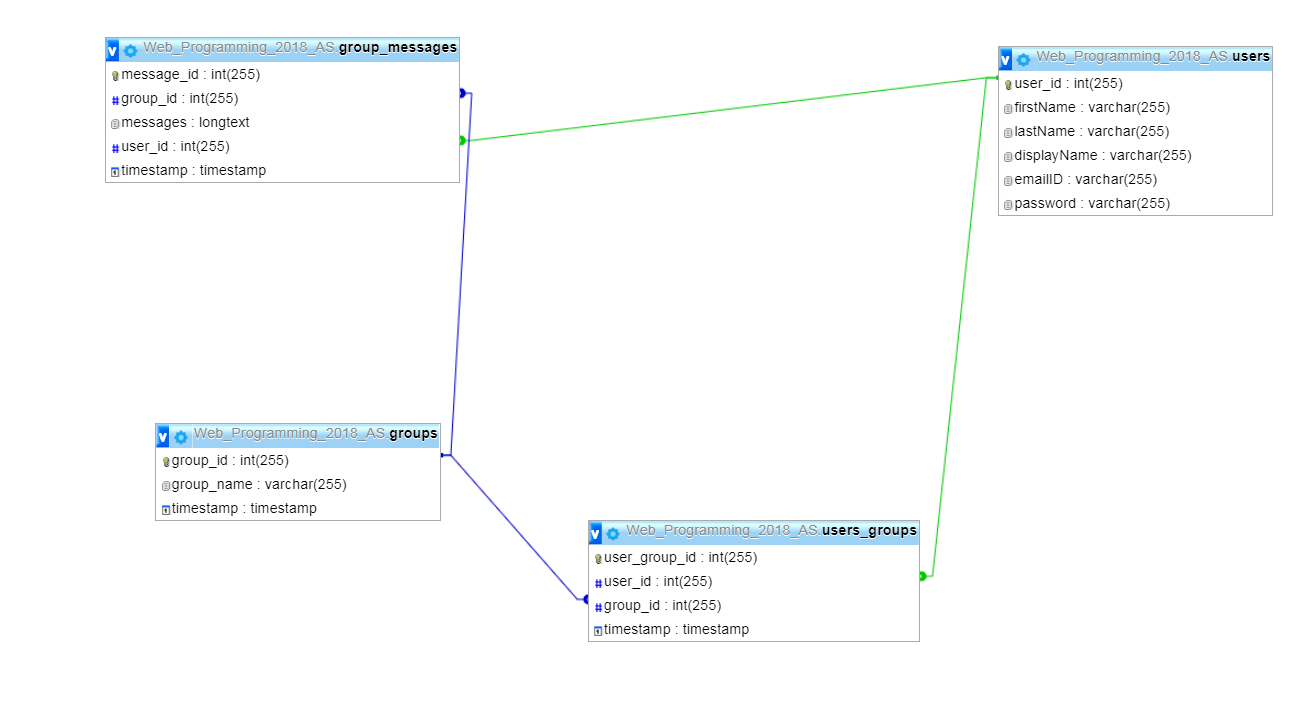 v Web_Programming_2018_AS.group_messages
message_id : int(255)
#group_id : int(255)
messages : longtext
#user_id : int(255)
timestamp : timestamp
v Web_Programming_2018_AS.users
user_id : int(255)
firstName : varchar(255)
lastName : varchar(255)
displayName : varchar(255)
emailID : varchar(255)
password : varchar(255)
v Web_Programming_2018_AS.groups
group_id : int(255)
group_name : varchar(255)
timestamp : timestamp
v Web_Programming_2018_AS.users_groups
user_group_id : int(255)
#user_id : int(255)
#group_id : int(255)
timestamp : timestamp